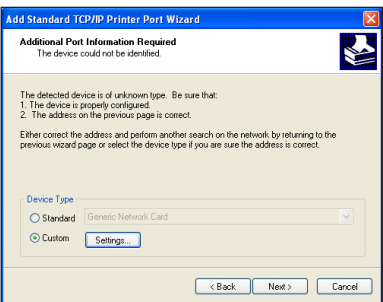 Add Standard TCP/IP Printer Port Wizard
Additional Port Information Required
The device could not be identified.
The detected device is of unknown type. Be sure that:
1. The device is properly configured.
2. The address on the previous page is correct.
Either correct the address and perform another search on the network by returning to the
previous wizard page or select the device type if you are sure the address is correct.
Device Type
Standard Generic Network Card
Custom Settings...
< Back Next > Cancel